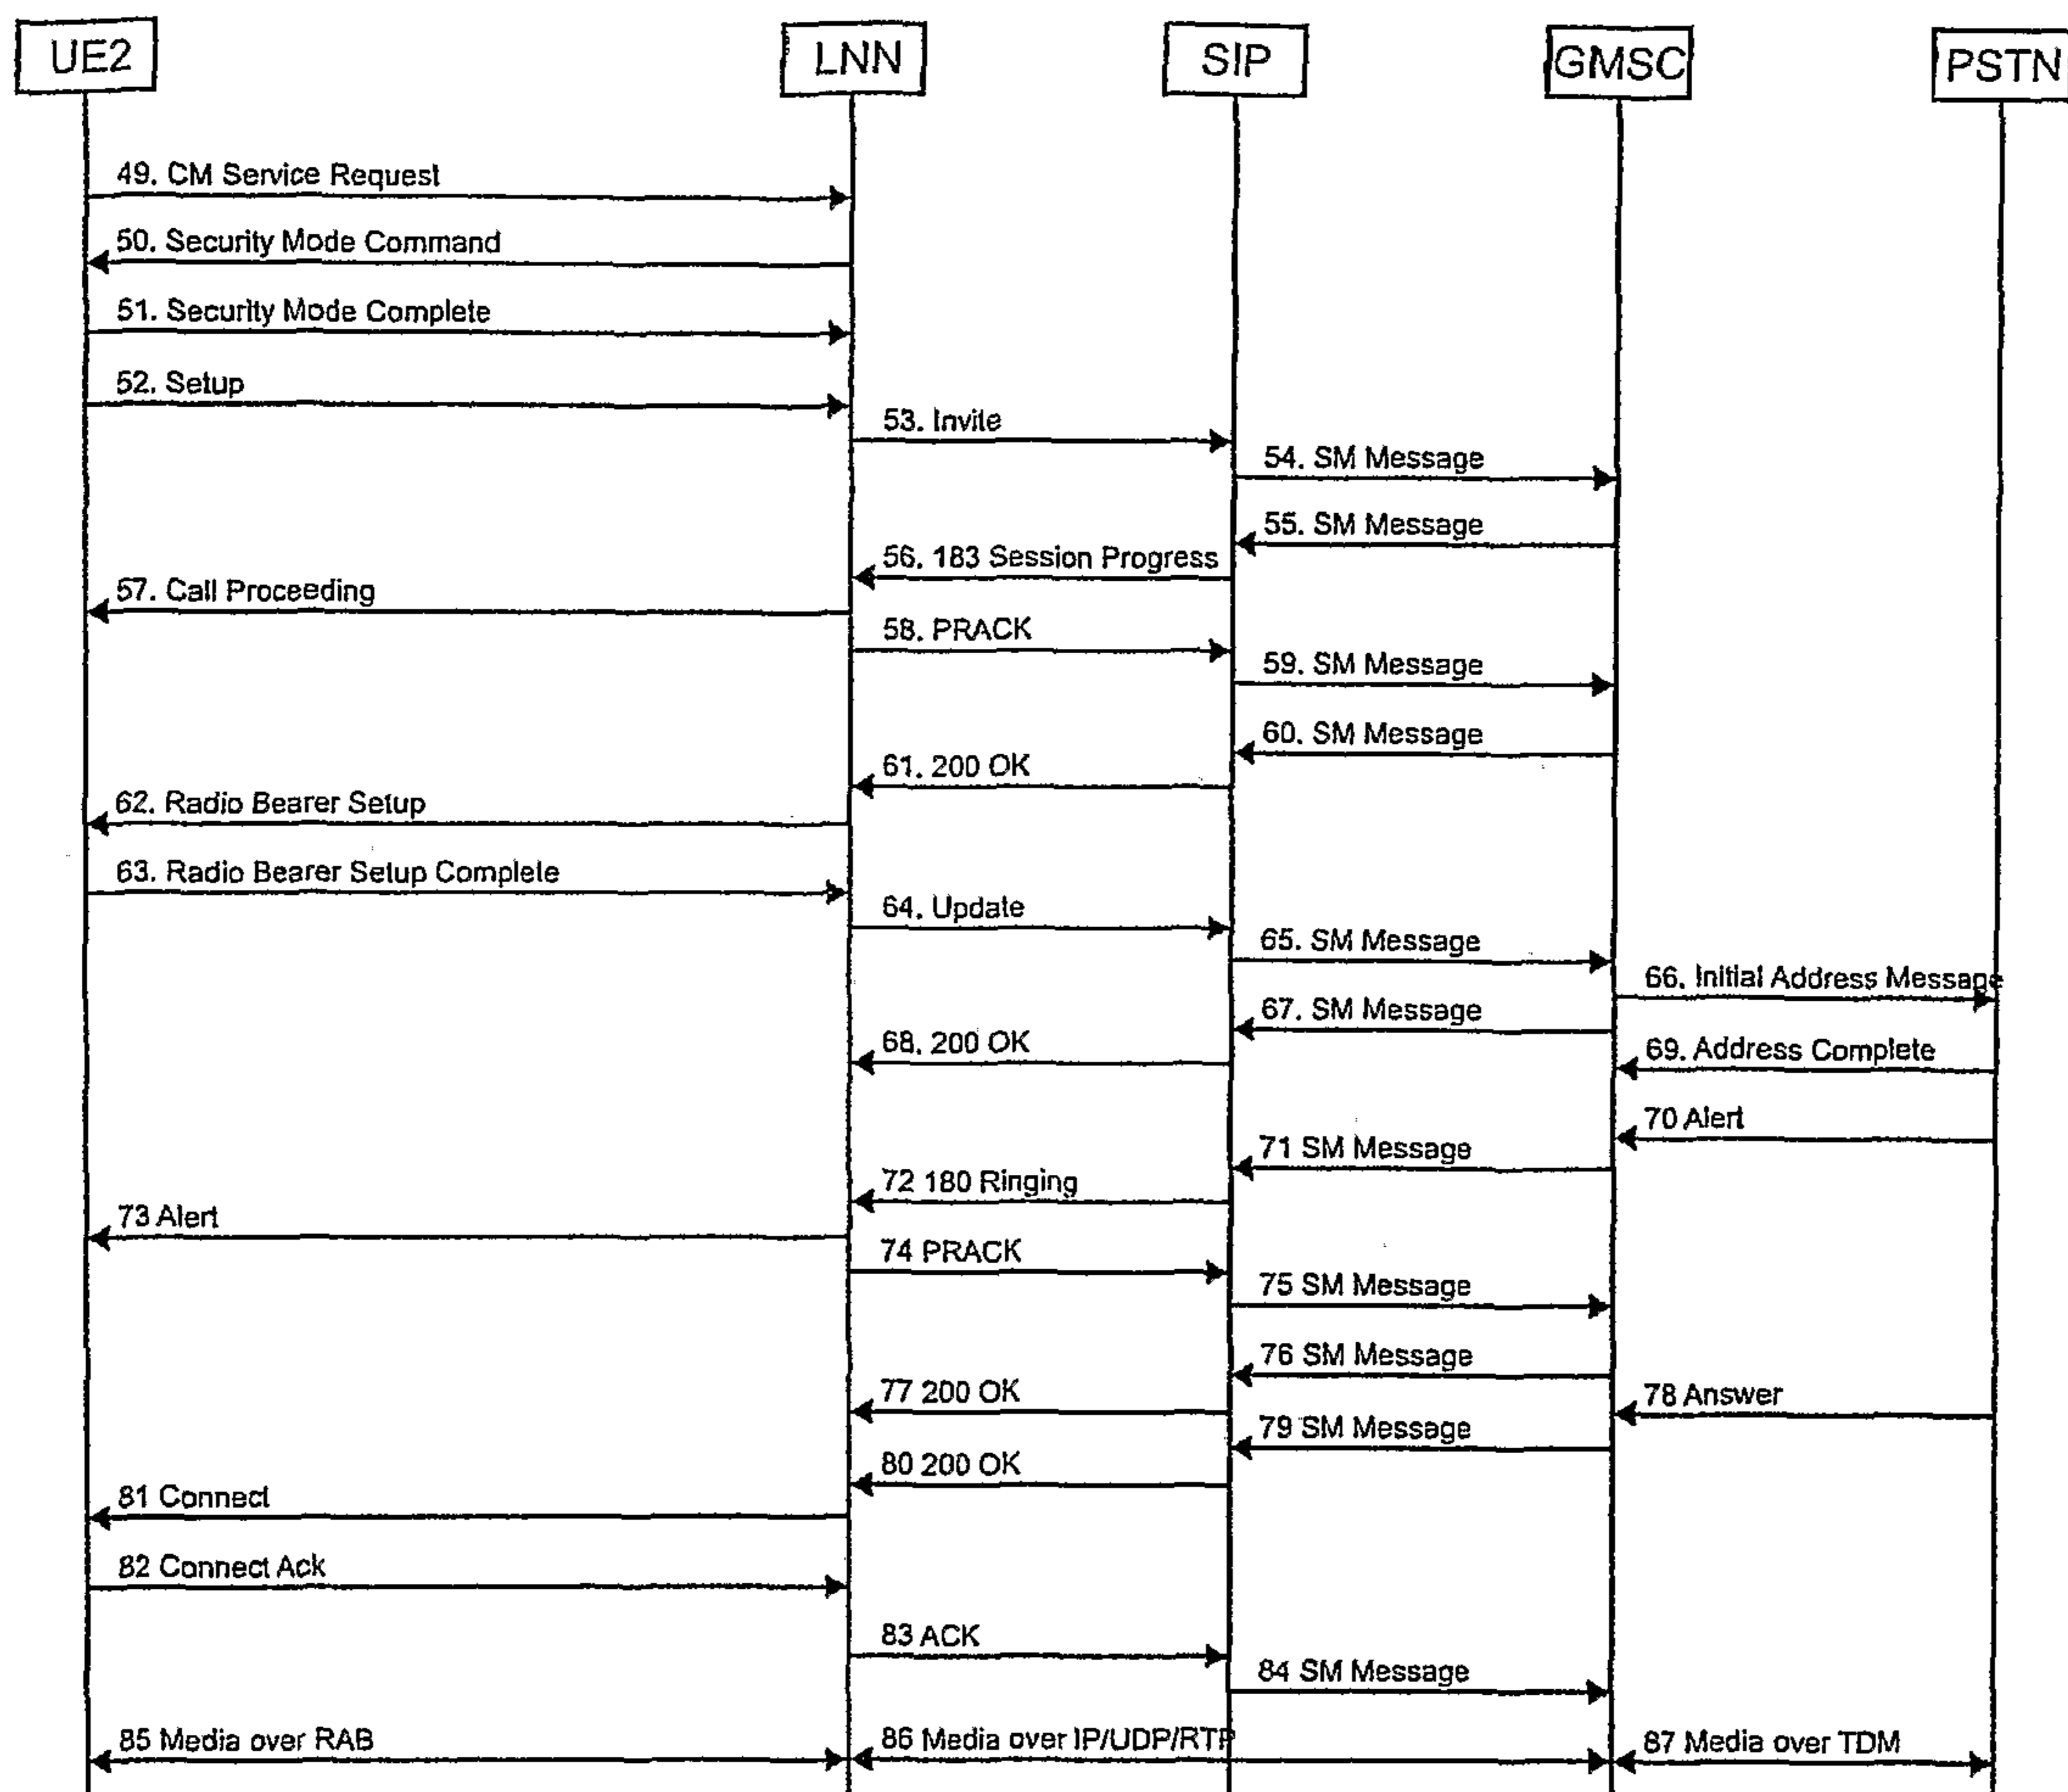 UE2
LNN
SIP
GMSC
PSTN
49. CM Service Request
50. Security Mode Command
51. Security Mode Complete
52. Setup
53. Invite
54. SM Message
55. SM Message
56. 183 Session Progress
57. Call Proceeding
58. PRACK
59. SM Message
60. SM Message
61. 200 OK
62. Radio Bearer Setup
63. Radio Bearer Setup Complete
64. Update
65. SM Message
66. Initial Address Message
67. SM Message
68. 200 OK
69. Address Complete
70 Alert
71 SM Message
72 180 Ringing
73 Alert
74 PRACK
75 SM Message
76 SM Message
77 200 OK
78 Answer
79 SM Message
80 200 OK
81 Connect
82 Connect Ack
83 ACK
84 SM Message
85 Media over RAB
86 Media over IP/UDP/RTP
87 Media over TDM